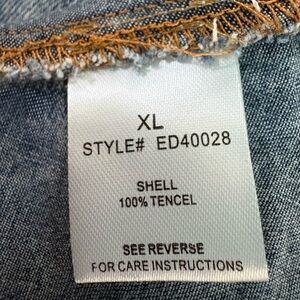 XL
STYLE# ED40028
SHELL
100% TENCEL
SEE REVERSE
FOR CARE INSTRUCTIONS